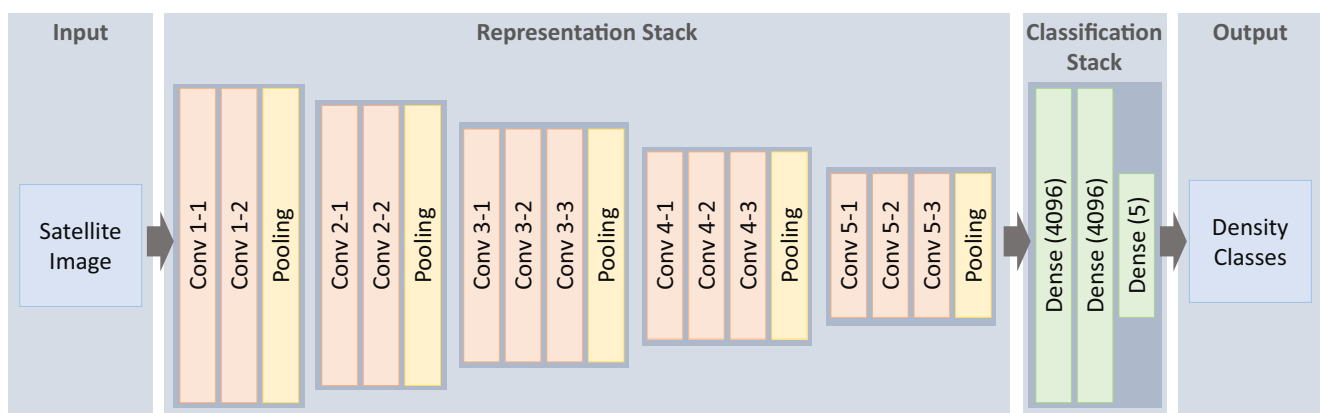 Input
Representation Stack
Classification
Stack
Output
Satellite
Image
Conv 1-1
Conv 1-2
Pooling
Conv 2-1
Conv 2-2
Pooling
Conv 3-1
Conv 3-2
Conv 3-3
Pooling
Conv 4-1
Conv 4-2
Conv 4-3
Pooling
Conv 5-1
Conv 5-2
Conv 5-3
Pooling
Dense (4096)
Dense (4096)
Dense (5)
Density
Classes